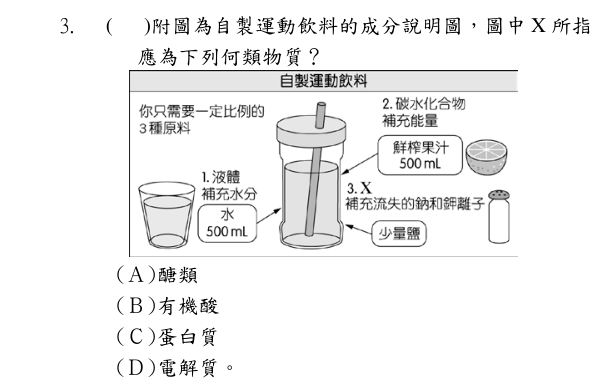 3. ( )附圖為自製運動飲料的成分說明圖，圖中 X 所指
應為下列何類物質？
自製運動飲料
你只需要一定比例的
3種原料
2. 碳水化合物
補充能量
鮮榨果汁
500 mL
1. 液體
補充水分
水
500 mL
3. X
補充流失的鈉和鉀離子
少量鹽
(A)醣類
(B)有機酸
(C)蛋白質
(D)電解質。